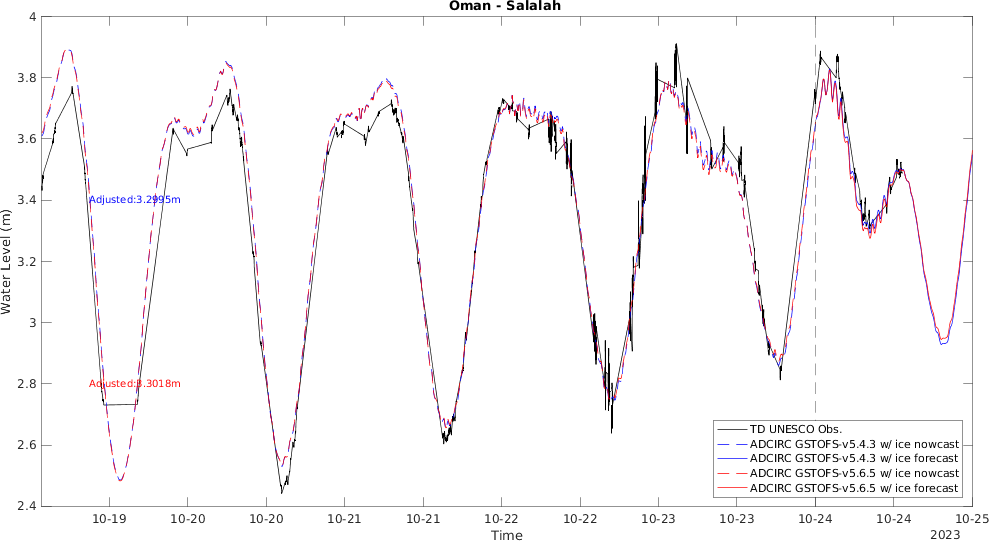 Oman - Salalah
4
3.8
3.6
3.4
3.2
3
2.8
2.6
2.4
Water Level (m)
Adjusted:3.2995m
Adjusted:3.3018m
TD UNESCO Obs.
ADCIRC GSTOFS-v5.4.3 w/ ice nowcast
ADCIRC GSTOFS-v5.4.3 w/ ice forecast
ADCIRC GSTOFS-v5.6.5 w/ ice nowcast
ADCIRC GSTOFS-v5.6.5 w/ ice forecast
10-19 10-20 10-20 10-21 10-21 10-22 10-22 10-23 10-23 10-24 10-24 10-25
Time
2023